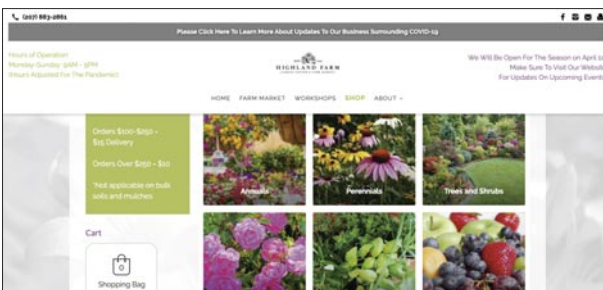 (207) 883-2861
Please Click Here To Learn More About Updates To Our Business Surrounding COVID-19
Hours of Operation
Monday-Sunday: 9AM - 5PM
(Hours Adjusted For The Pandemic)
HIGHLAND FARM
We Will Be Open For The Season on April
Make Sure To Visit Our Websit
For Updates On Upcoming Event
HOME FARM MARKET WORKSHOPS SHOP ABOUT
Orders $100-$250 -
$15 Delivery
Orders Over $250 - $10
*Not applicable on bulk
soils and mulches
Annuals
Perennials
Trees and Shrubs
Cart
0
Shopping Bag